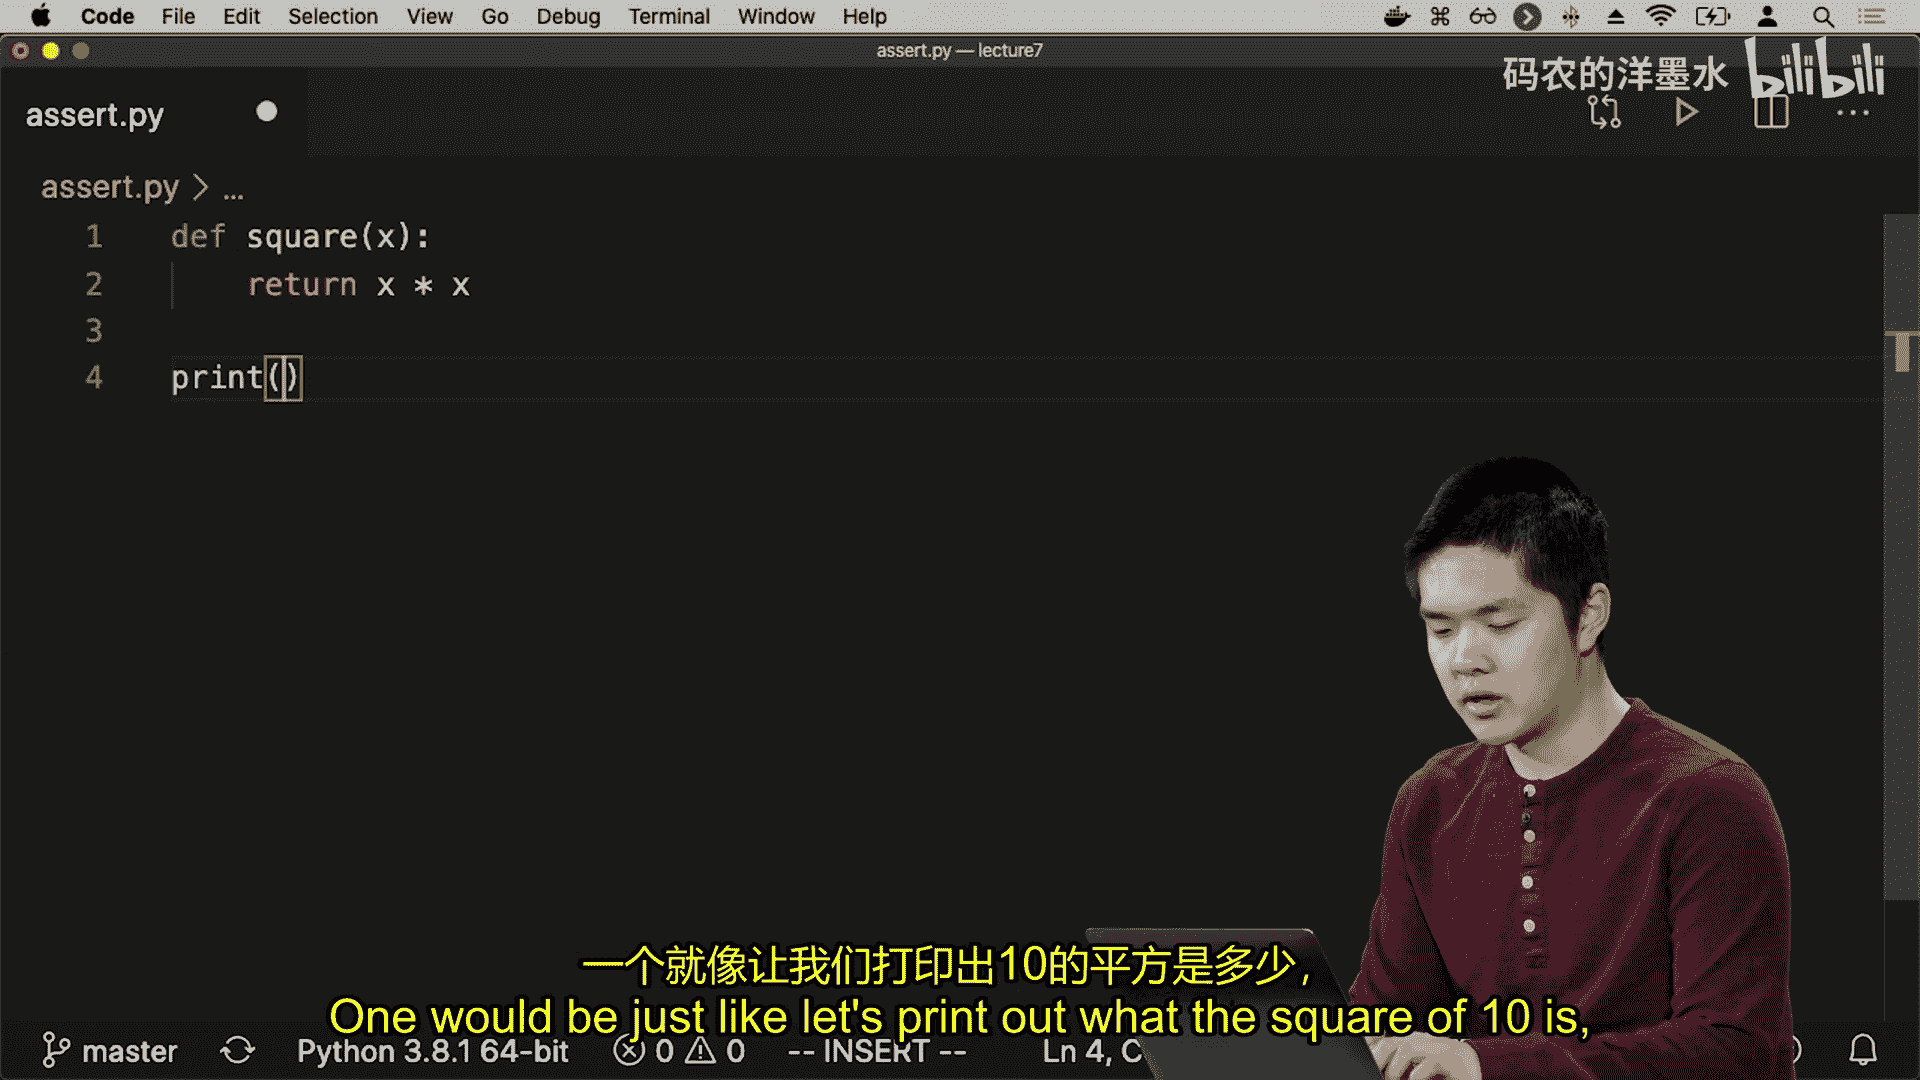 Code File Edit Selection View Go Debug Terminal Window Help
assert.py — lecture7
码农的洋墨水 bilibili
assert.py
assert.py > ...
1 def square(x):
2 return x * x
3
4 print()
一个就像让我们打印出10的平方是多少，
One would be just like let's print out what the square of 10 is,
master Python 3.8.1 64-bit 0 0 -- INSERT -- Ln 4, C